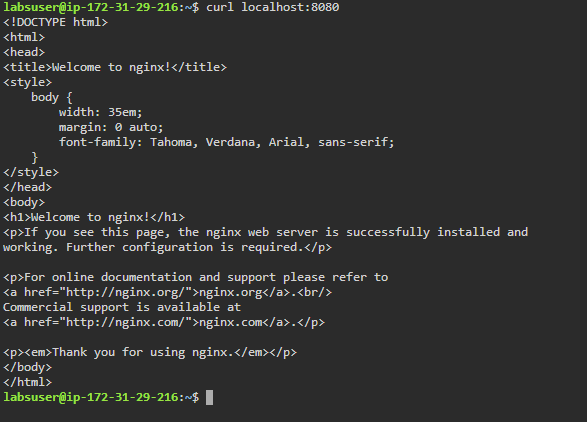 labsuser@ip-172-31-29-216:~$ curl localhost:8080
<!DOCTYPE html>
<html>
<head>
<title>Welcome to nginx!</title>
<style>
    body {
        width: 35em;
        margin: 0 auto;
        font-family: Tahoma, Verdana, Arial, sans-serif;
    }
</style>
</head>
<body>
<h1>Welcome to nginx!</h1>
<p>If you see this page, the nginx web server is successfully installed and
working. Further configuration is required.</p>

<p>For online documentation and support please refer to
<a href="http://nginx.org/">nginx.org</a>.<br/>
Commercial support is available at
<a href="http://nginx.com/">nginx.com</a>.</p>

<p><em>Thank you for using nginx.</em></p>
</body>
</html>
labsuser@ip-172-31-29-216:~$